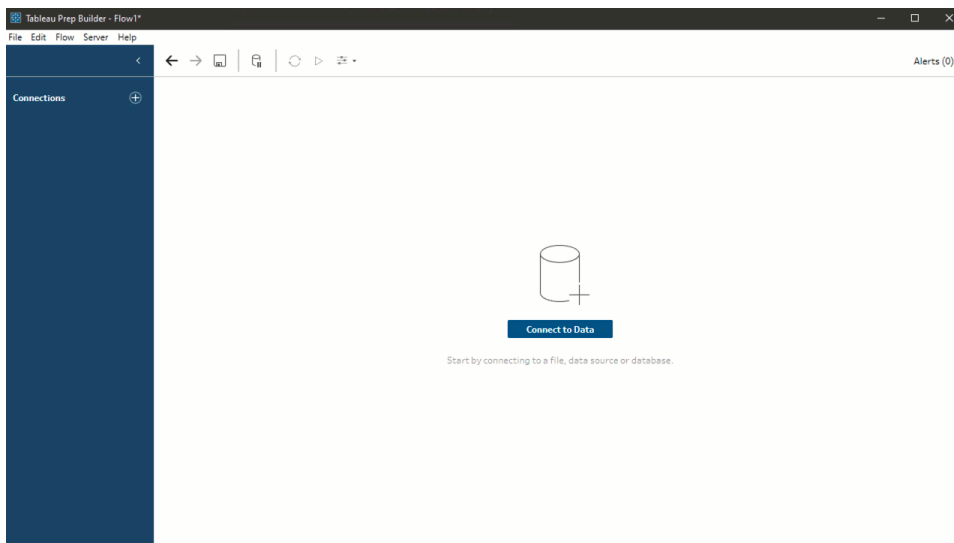 Tableau Prep Builder - Flow1*
File Edit Flow Server Help
Alerts (0)
Connections
Connect to Data
Start by connecting to a file, data source or database.